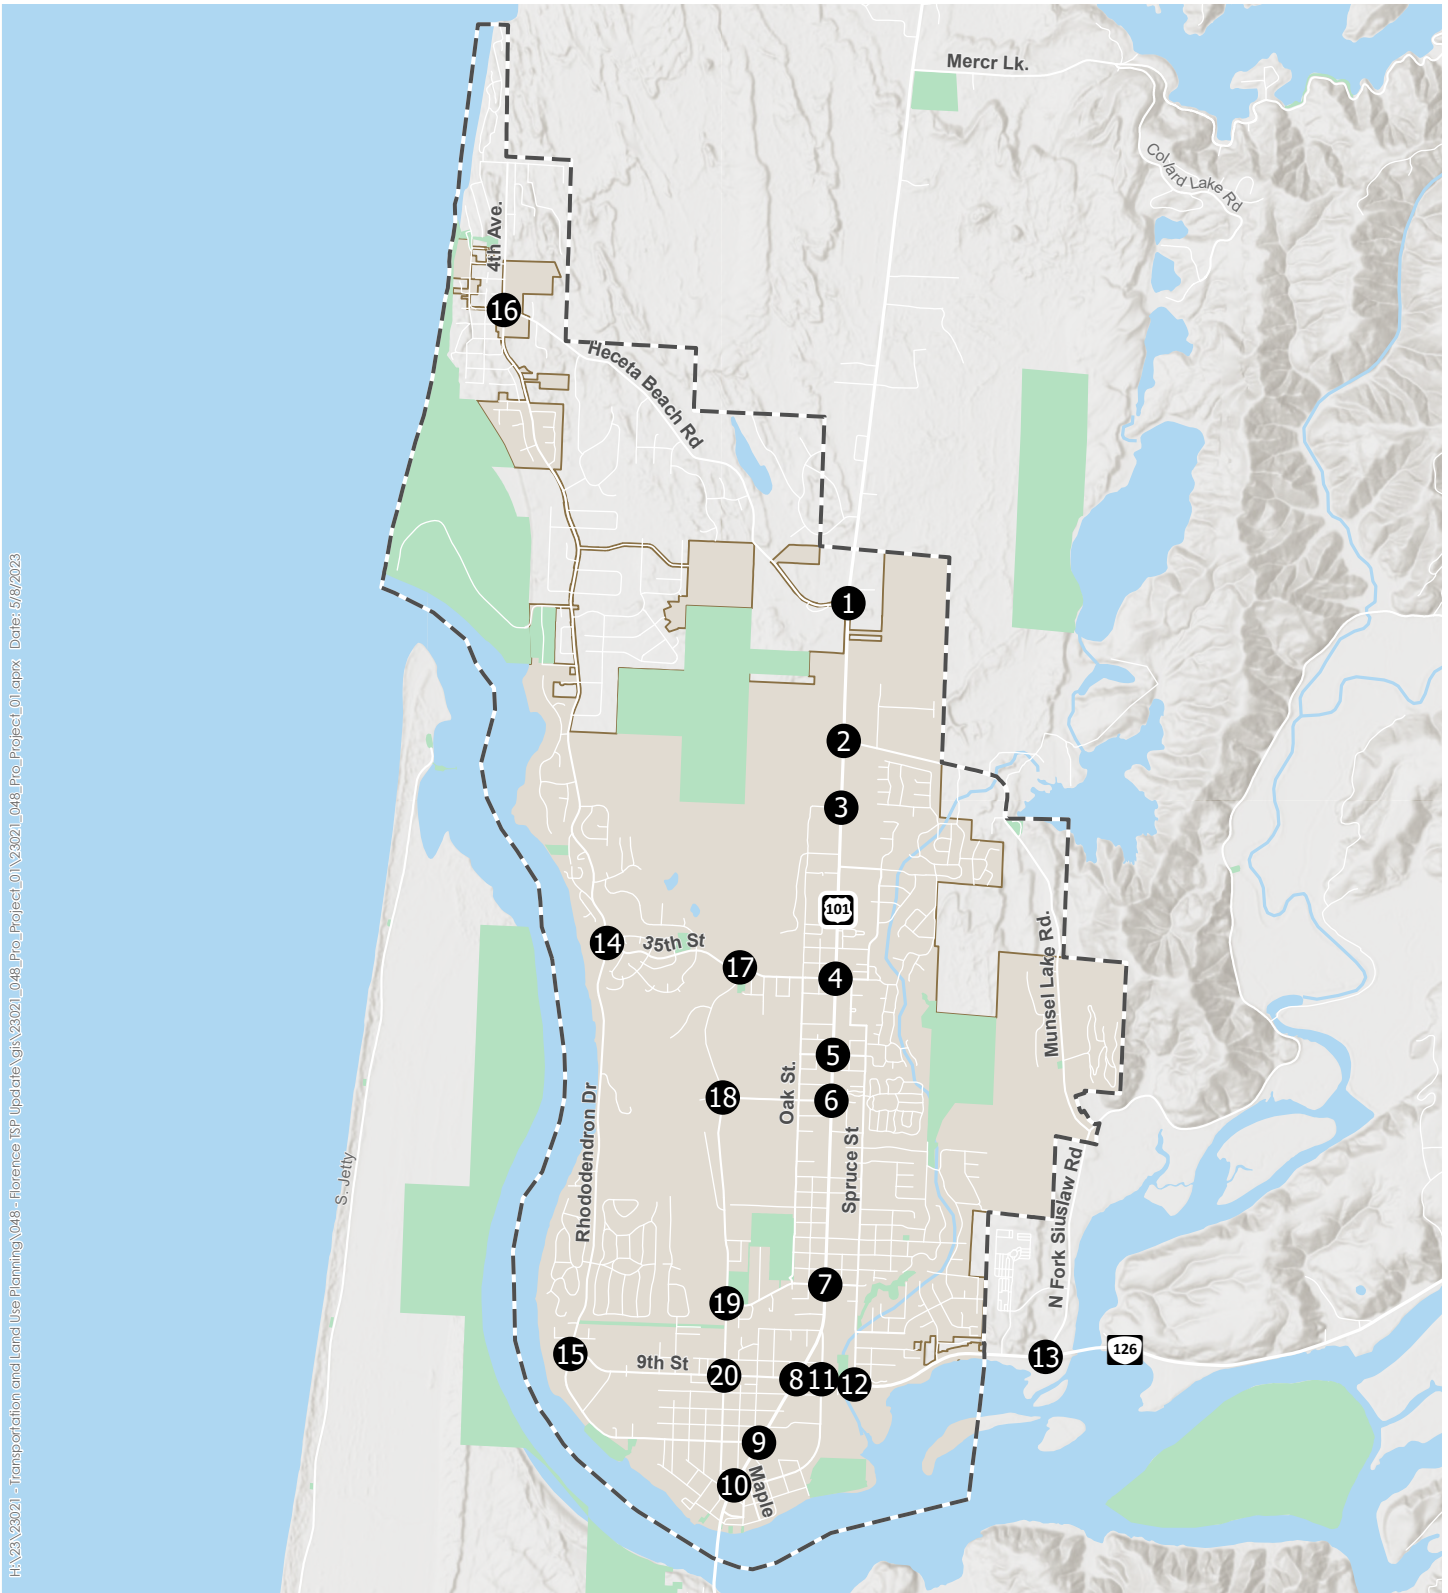 Mercr Lk.
Collard Lake Rd
4th Ave.
16
Heceta Beach Rd
1
2
3
101
14
35th St
17
4
Munsel Lake Rd.
5
Oak St.
18
6
Rhododendron Dr
Spruce St
S. Jetty
N Fork Siuslaw Rd
7
19
15
9th St
20
8
11
12
13
126
9
10
Maple
H:\23\23021 - Transportation and Land Use Planning\048 - Florence TSP Update\gis\23021_048_Pro_Project_01\23021_048_Pro_Project_01.aprx Date: 5/8/2023